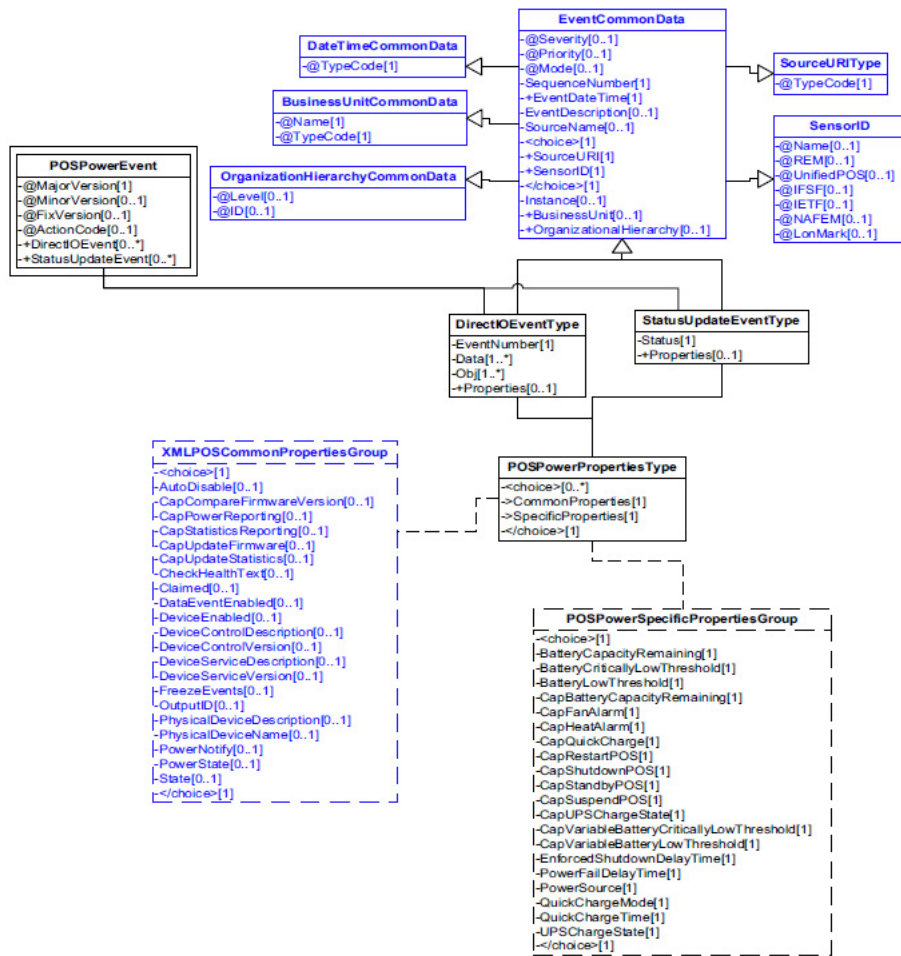 EventCommonData
-@Severity[0..1]
-@Priority[0..1]
-@Mode[0..1]
-SequenceNumber[1]
-+EventDateTime[1]
-EventDescription[0..1]
-SourceName[0..1]
-<choice>[1]
-+SourceURI[1]
-+SensorID[1]
-</choice>[1]
-Instance[0..1]
-+BusinessUnit[0..1]
-+OrganizationalHierarchy[0..1]
DateTimeCommonData
-@TypeCode[1]
BusinessUnitCommonData
-@Name[1]
-@TypeCode[1]
OrganizationHierarchyCommonData
-@Level[0..1]
-@ID[0..1]
SourceURIType
-@TypeCode[1]
SensorID
-@Name[0..1]
-@REM[0..1]
-@UnifiedPOS[0..1]
-@IFSF[0..1]
-@IETF[0..1]
-@NAFEM[0..1]
-@LonMark[0..1]
POSPowerEvent
-@MajorVersion[1]
-@MinorVersion[0..1]
-@FixVersion[0..1]
-@ActionCode[0..1]
-+DirectIOEvent[0..*]
-+StatusUpdateEvent[0..*]
DirectIOEventType
-EventNumber[1]
-Data[1..*]
-Obj[1..*]
-+Properties[0..1]
StatusUpdateEventType
-Status[1]
-+Properties[0..1]
XMLPOSCommonPropertiesGroup
-<choice>[1]
-AutoDisable[0..1]
-CapCompareFirmwareVersion[0..1]
-CapPowerReporting[0..1]
-CapStatisticsReporting[0..1]
-CapUpdateFirmware[0..1]
-CapUpdateStatistics[0..1]
-CheckHealthText[0..1]
-Claimed[0..1]
-DataEventEnabled[0..1]
-DeviceEnabled[0..1]
-DeviceControlDescription[0..1]
-DeviceControlVersion[0..1]
-DeviceServiceDescription[0..1]
-DeviceServiceVersion[0..1]
-FreezeEvents[0..1]
-OutputID[0..1]
-PhysicalDeviceDescription[0..1]
-PhysicalDeviceName[0..1]
-PowerNotify[0..1]
-PowerState[0..1]
-State[0..1]
-</choice>[1]
POSPowerPropertiesType
-<choice>[0..*]
->CommonProperties[1]
->SpecificProperties[1]
-</choice>[1]
POSPowerSpecificPropertiesGroup
-<choice>[1]
-BatteryCapacityRemaining[1]
-BatteryCriticallyLowThreshold[1]
-BatteryLowThreshold[1]
-CapBatteryCapacityRemaining[1]
-CapFanAlarm[1]
-CapHeatAlarm[1]
-CapQuickCharge[1]
-CapRestartPOS[1]
-CapShutdownPOS[1]
-CapStandbyPOS[1]
-CapSuspendPOS[1]
-CapUPSChargeState[1]
-CapVariableBatteryCriticallyLowThreshold[1]
-CapVariableBatteryLowThreshold[1]
-EnforcedShutdownDelayTime[1]
-PowerFailDelayTime[1]
-PowerSource[1]
-QuickChargeMode[1]
-QuickChargeTime[1]
-UPSChargeState[1]
-</choice>[1]